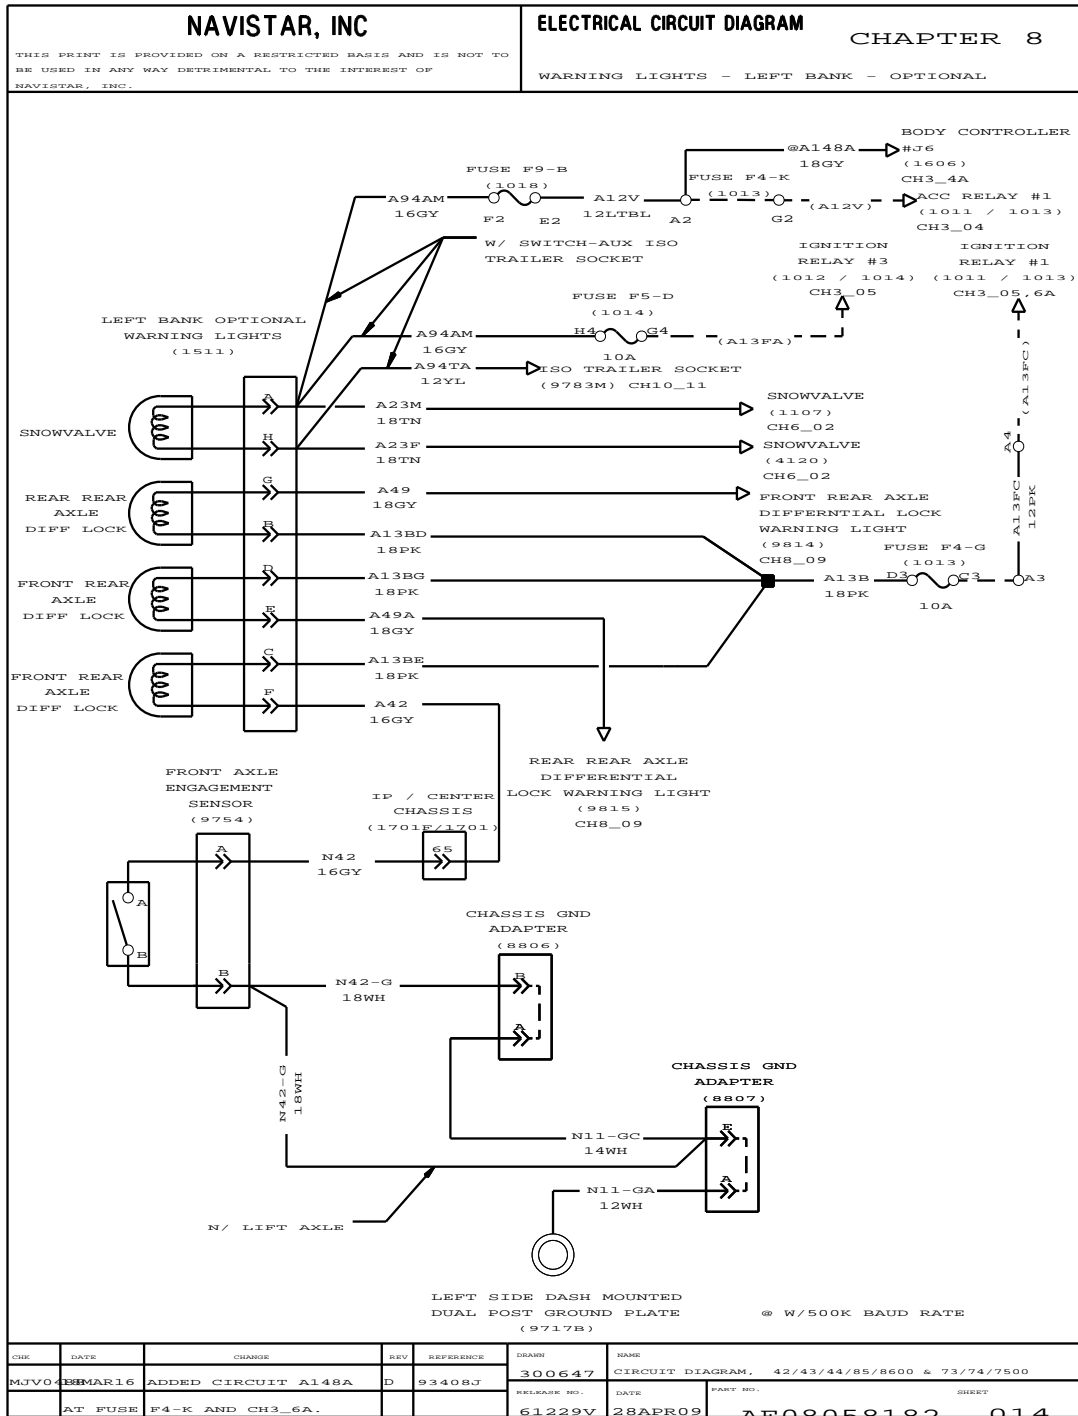 NAVISTAR, INC
THIS PRINT IS PROVIDED ON A RESTRICTED BASIS AND IS NOT TO
BE USED IN ANY WAY DETRIMENTAL TO THE INTEREST OF
NAVISTAR, INC.
ELECTRICAL CIRCUIT DIAGRAM
CHAPTER 8
WARNING LIGHTS - LEFT BANK - OPTIONAL
BODY CONTROLLER
#J6
(1606)
CH3_4A
@A148A
18GY
FUSE F9-B
(1018)
FUSE F4-K
(1013)
A94AM
16GY
F2
E2
A12V
12LTBL
A2
G2
(A12V)
ACC RELAY #1
(1011 / 1013)
CH3_04
W/ SWITCH-AUX ISO
TRAILER SOCKET
IGNITION
RELAY #3
(1012 / 1014)
CH3_05
IGNITION
RELAY #1
(1011 / 1013)
CH3_05,6A
FUSE F5-D
(1014)
LEFT BANK OPTIONAL
WARNING LIGHTS
(1511)
A94AM
16GY
H4
G4
10A
(A13FA)
A94TA
12YL
ISO TRAILER SOCKET
(9783M) CH10_11
(A13FC)
A4
A13FC
12PK
SNOWVALVE
A
A23M
18TN
SNOWVALVE
(1107)
CH6_02
H
A23F
18TN
SNOWVALVE
(4120)
CH6_02
REAR REAR
AXLE
DIFF LOCK
G
A49
18GY
FRONT REAR AXLE
DIFFERNTIAL LOCK
WARNING LIGHT
(9814)
CH8_09
B
A13BD
18PK
FUSE F4-G
(1013)
FRONT REAR
AXLE
DIFF LOCK
D
A13BG
18PK
A13B
18PK
D3
C3
10A
A3
E
A49A
18GY
FRONT REAR
AXLE
DIFF LOCK
C
A13BE
18PK
F
A42
16GY
REAR REAR AXLE
DIFFERENTIAL
LOCK WARNING LIGHT
(9815)
CH8_09
FRONT AXLE
ENGAGEMENT
SENSOR
(9754)
IP / CENTER
CHASSIS
(1701F/1701)
A
N42
16GY
65
A
B
CHASSIS GND
ADAPTER
(8806)
B
N42-G
18WH
B
A
N42-G
18WH
CHASSIS GND
ADAPTER
(8807)
N11-GC
14WH
E
N11-GA
12WH
A
N/ LIFT AXLE
LEFT SIDE DASH MOUNTED
DUAL POST GROUND PLATE
(9717B)
@ W/500K BAUD RATE
CHK DATE CHANGE REV REFERENCE
MAR16 ADDED CIRCUIT A148A D 93408J
AT FUSE F4-K AND CH3_6A.
DRAWN
300647
NAME
CIRCUIT DIAGRAM, 42/43/44/85/8600 & 73/74/7500
RELEASE NO.
61229V
DATE
28APR09
PART NO.
SHEET
014